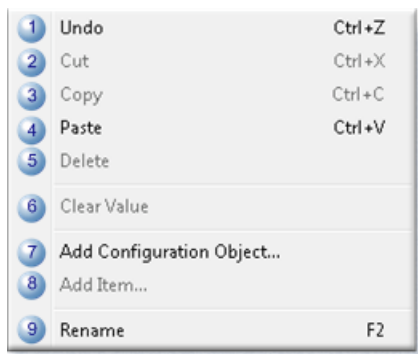 1 Undo Ctrl+Z
2 Cut Ctrl+X
3 Copy Ctrl+C
4 Paste Ctrl+V
5 Delete
6 Clear Value
7 Add Configuration Object...
8 Add Item...
9 Rename F2